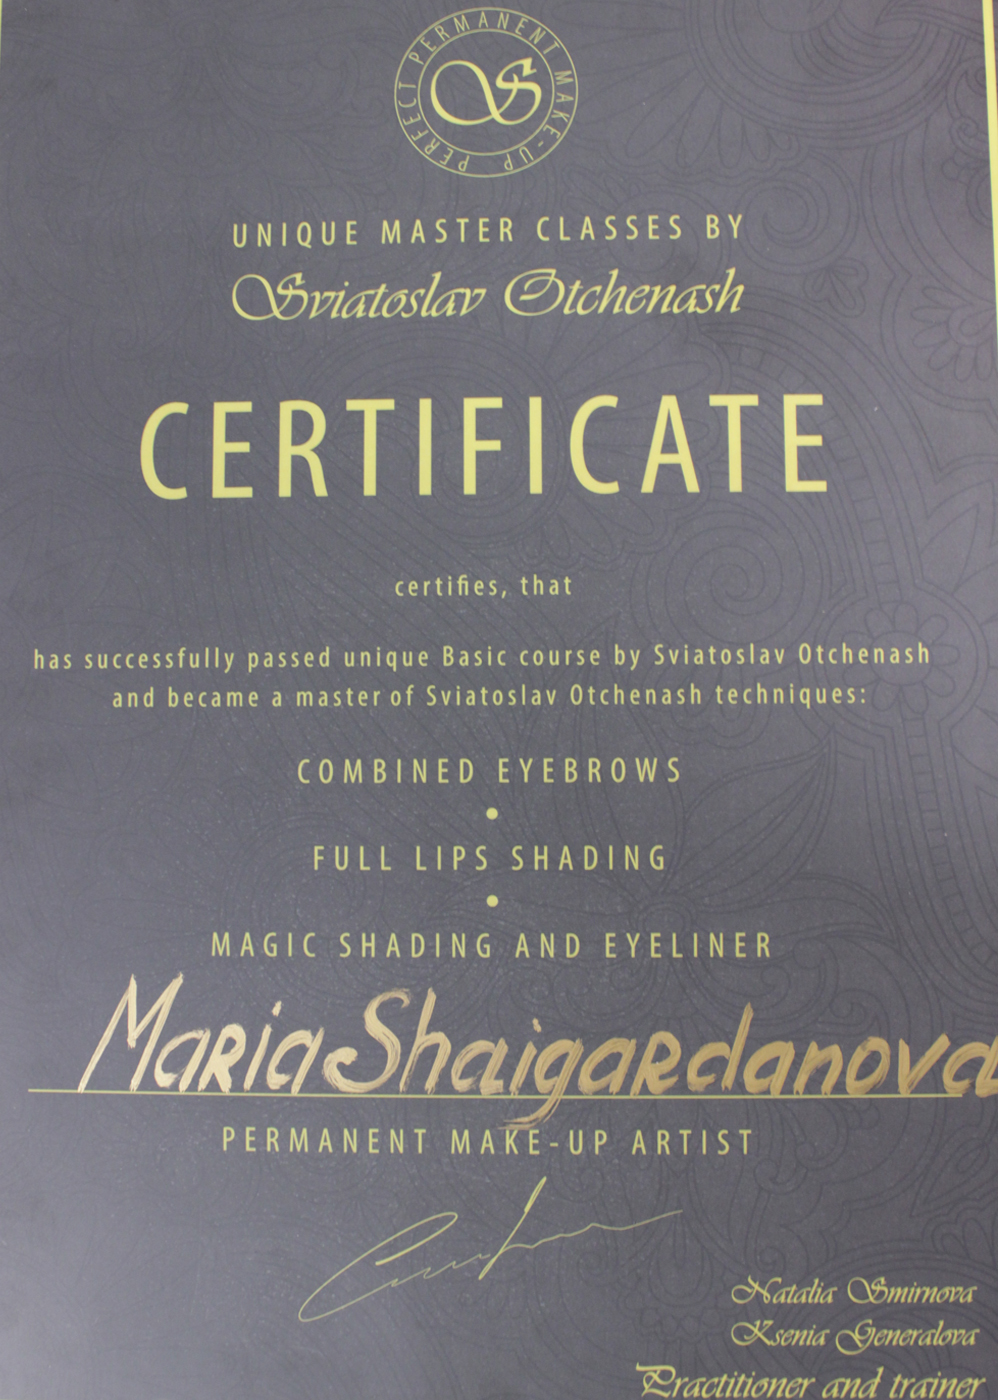 PERFECT PERMANENT MAKE-UP
S
UNIQUE MASTER CLASSES BY
Sviatoslav Otchenash
CERTIFICATE
certifies, that
has successfully passed unique Basic course by Sviatoslav Otchenash
and became a master of Sviatoslav Otchenash techniques:
COMBINED EYEBROWS
•
FULL LIPS SHADING
•
MAGIC SHADING AND EYELINER
Maria Shaigardanova
PERMANENT MAKE-UP ARTIST
Natalia Smirnova
Ksenia Generalova
Practitioner and trainer